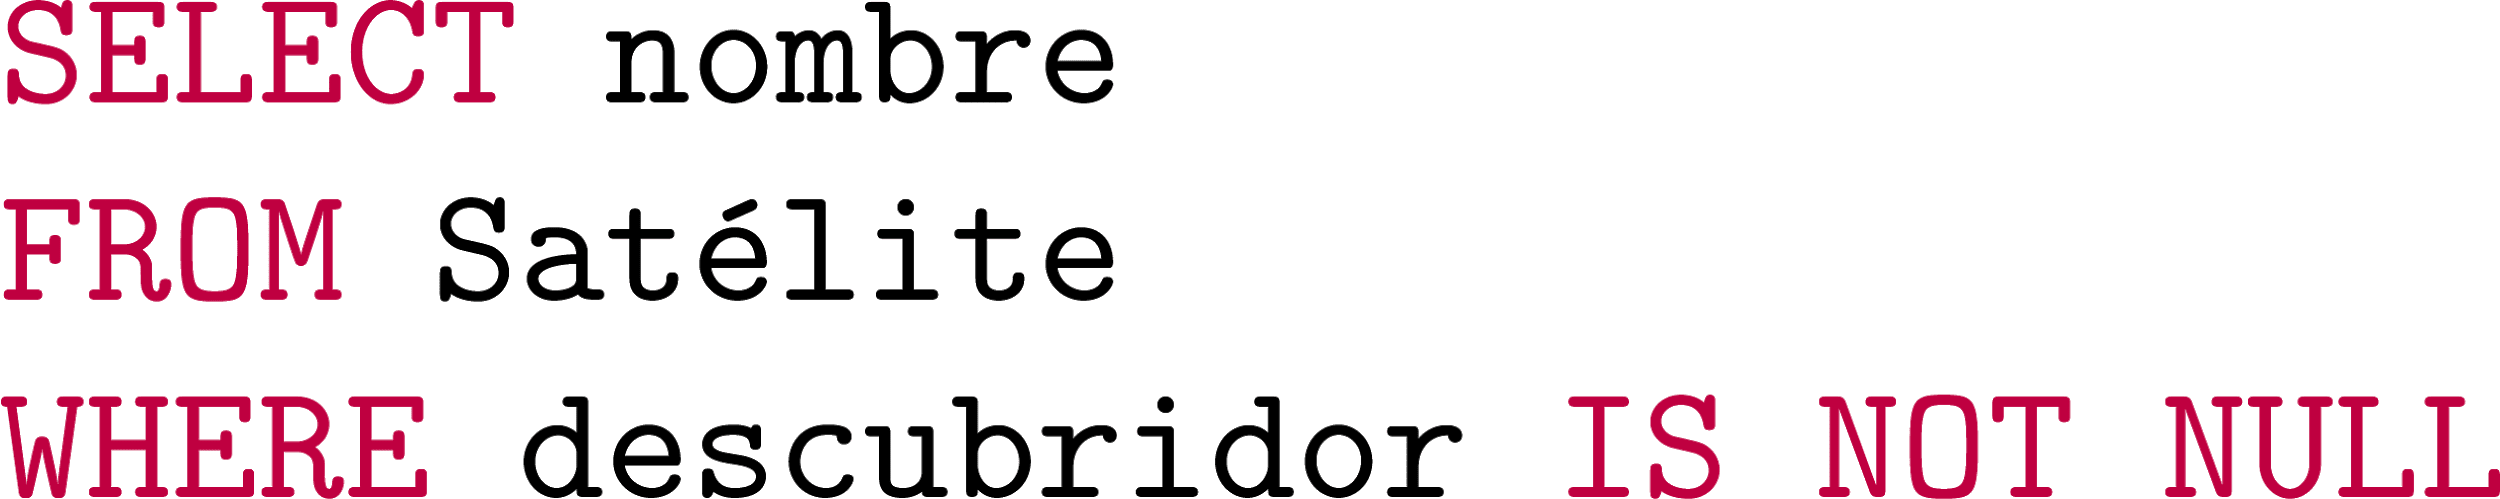 SELECT nombre
FROM Satélite
WHERE descubridor IS NOT NULL